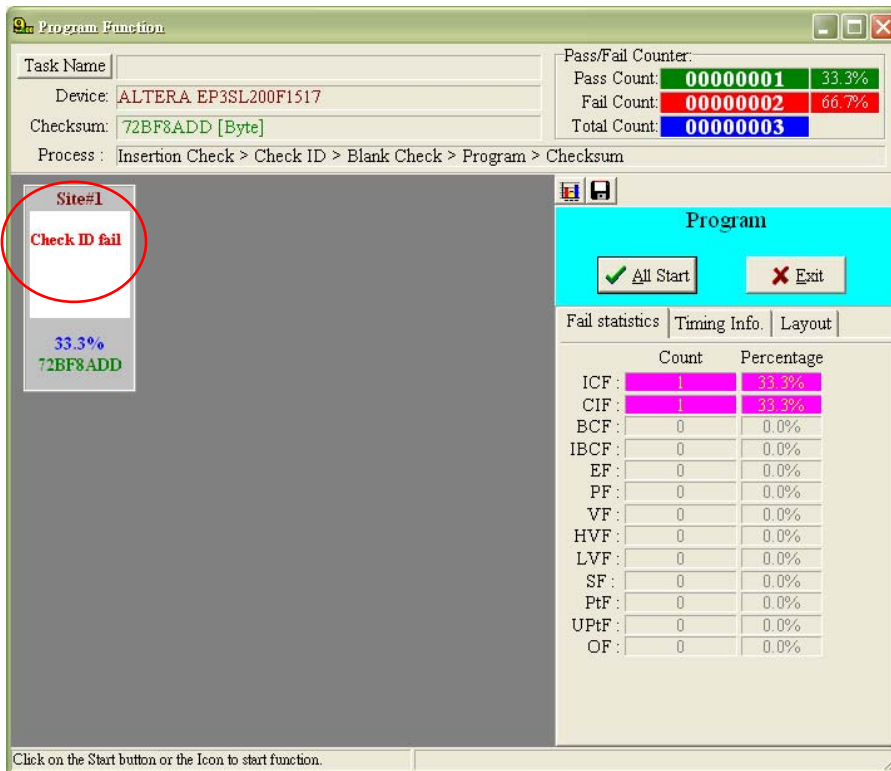 Program Function
Task Name
Device: ALTERA EP3SL200F1517
Checksum: 72BF8ADD [Byte]
Process : Insertion Check > Check ID > Blank Check > Program > Checksum
Pass/Fail Counter:
Pass Count: 00000001 33.3%
Fail Count: 00000002 66.7%
Total Count: 00000003
Site#1
Check ID fail
33.3%
72BF8ADD
Program
All Start
Exit
Fail statistics Timing Info. Layout
Count Percentage
ICF : 1 33.3%
CIF : 1 33.3%
BCF : 0 0.0%
IBCF : 0 0.0%
EF : 0 0.0%
PF : 0 0.0%
VF : 0 0.0%
HVF : 0 0.0%
LVF : 0 0.0%
SF : 0 0.0%
PtF : 0 0.0%
UPtF : 0 0.0%
OF : 0 0.0%
Click on the Start button or the Icon to start function.